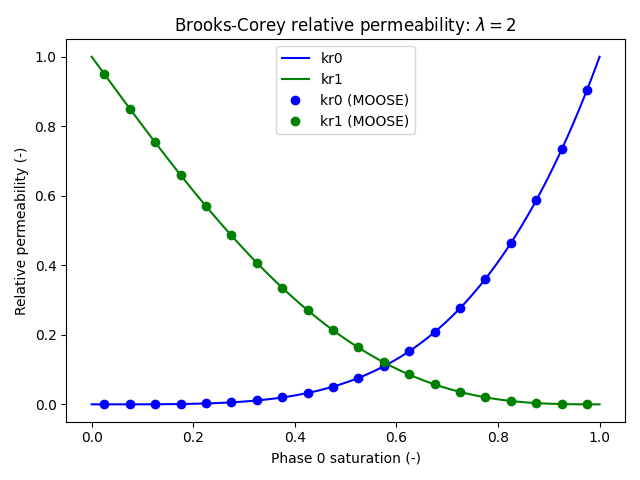 Brooks-Corey relative permeability: λ = 2
kr0
kr1
kr0 (MOOSE)
kr1 (MOOSE)
Relative permeability (-)
1.0
0.8
0.6
0.4
0.2
0.0
0.0 0.2 0.4 0.6 0.8 1.0
Phase 0 saturation (-)